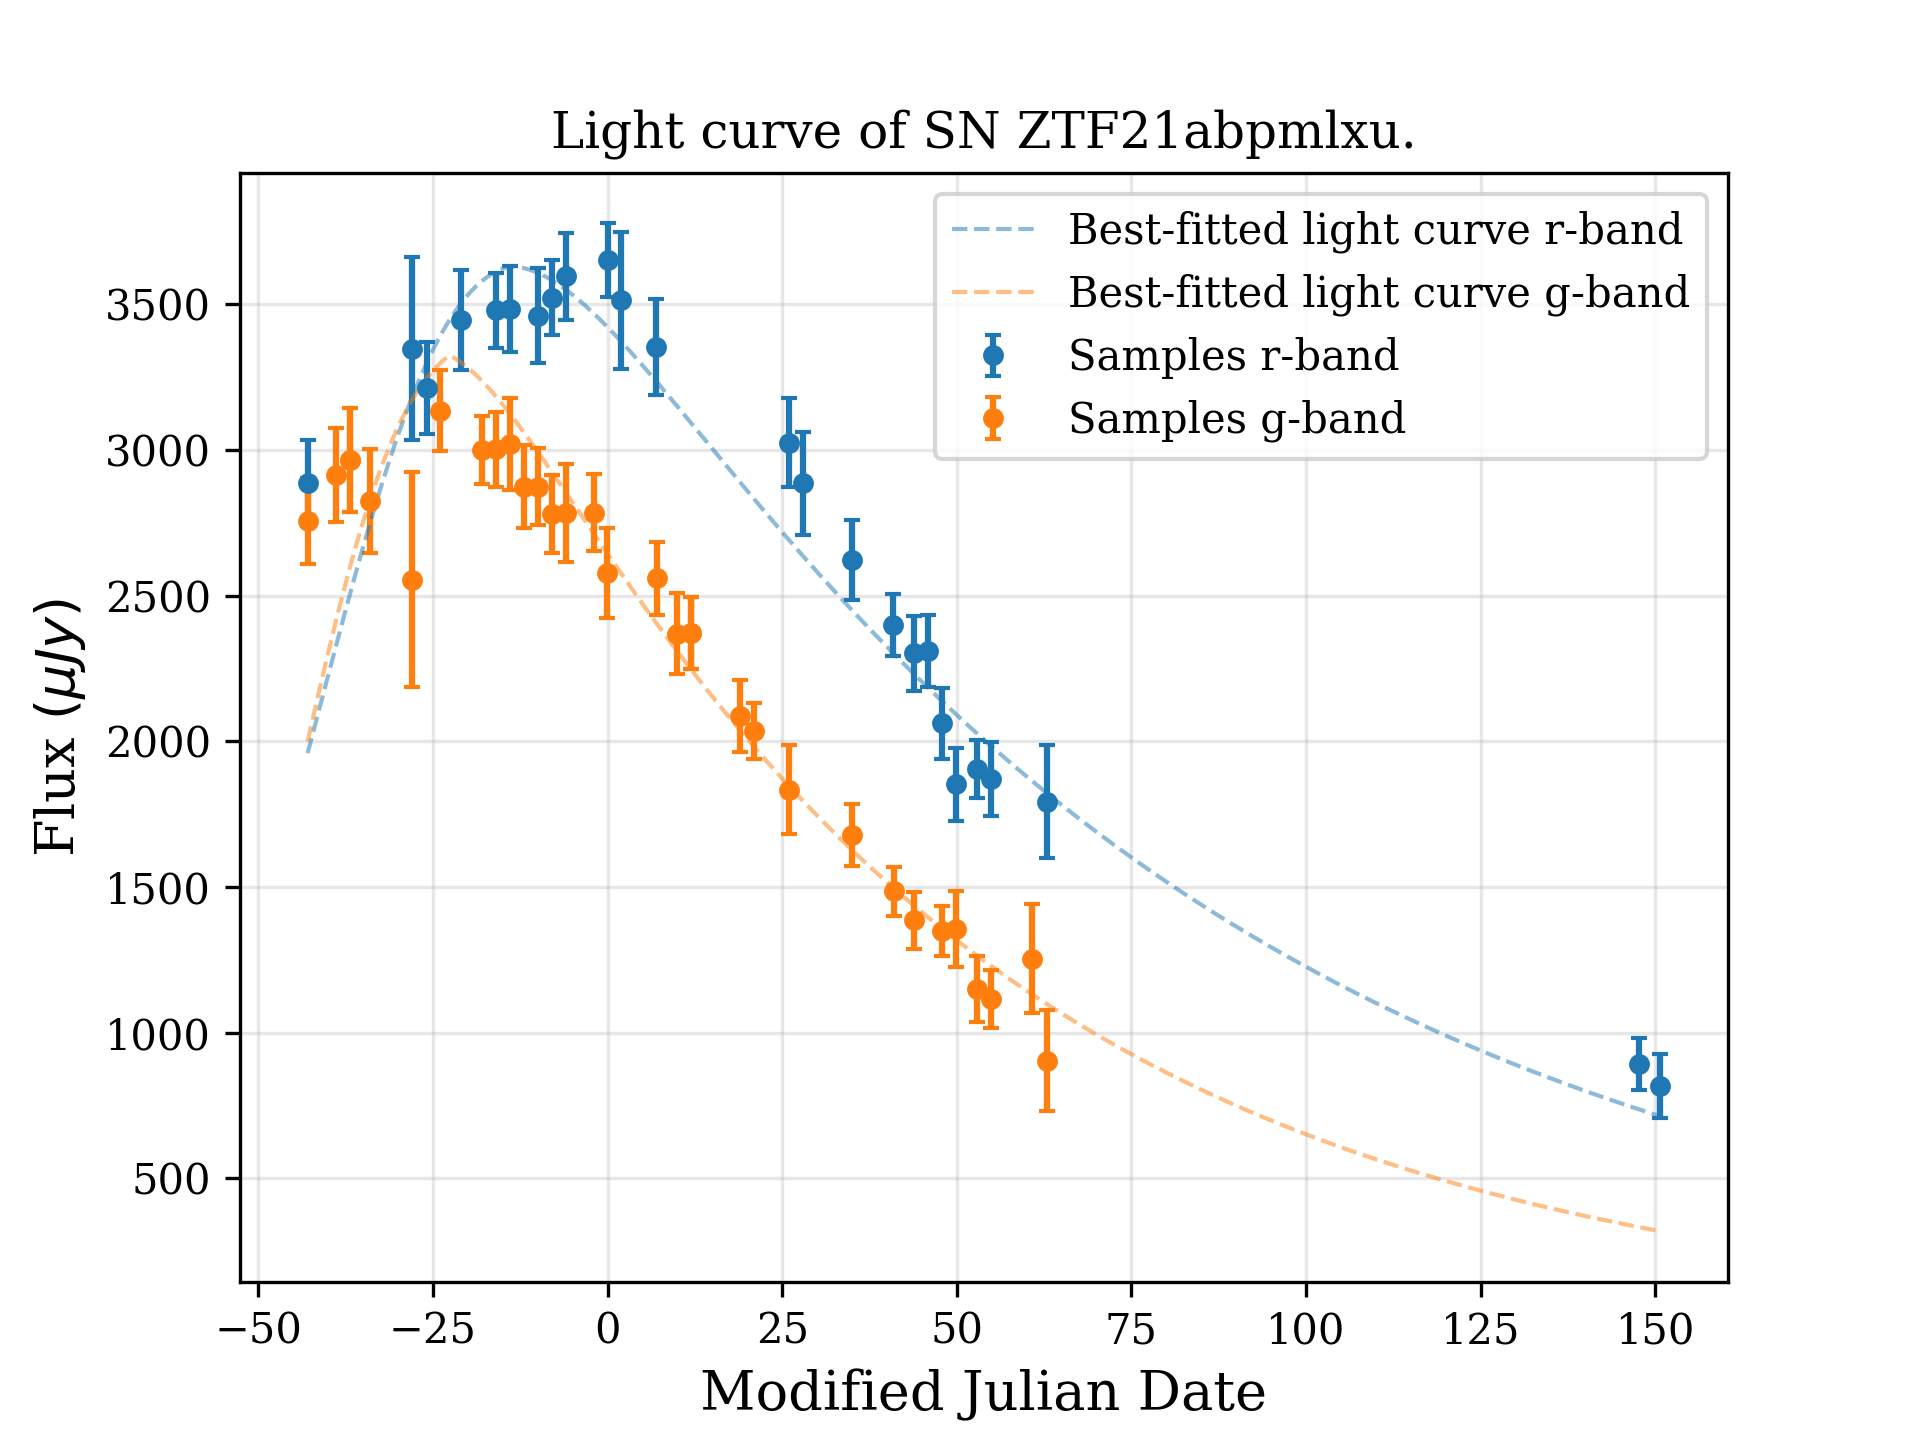 Light curve of SN ZTF21abpmlxu.
Best-fitted light curve r-band
Best-fitted light curve g-band
Samples r-band
Samples g-band
3500
3000
2500
2000
1500
1000
500
Flux (μJy)
−50 −25 0 25 50 75 100 125 150
Modified Julian Date